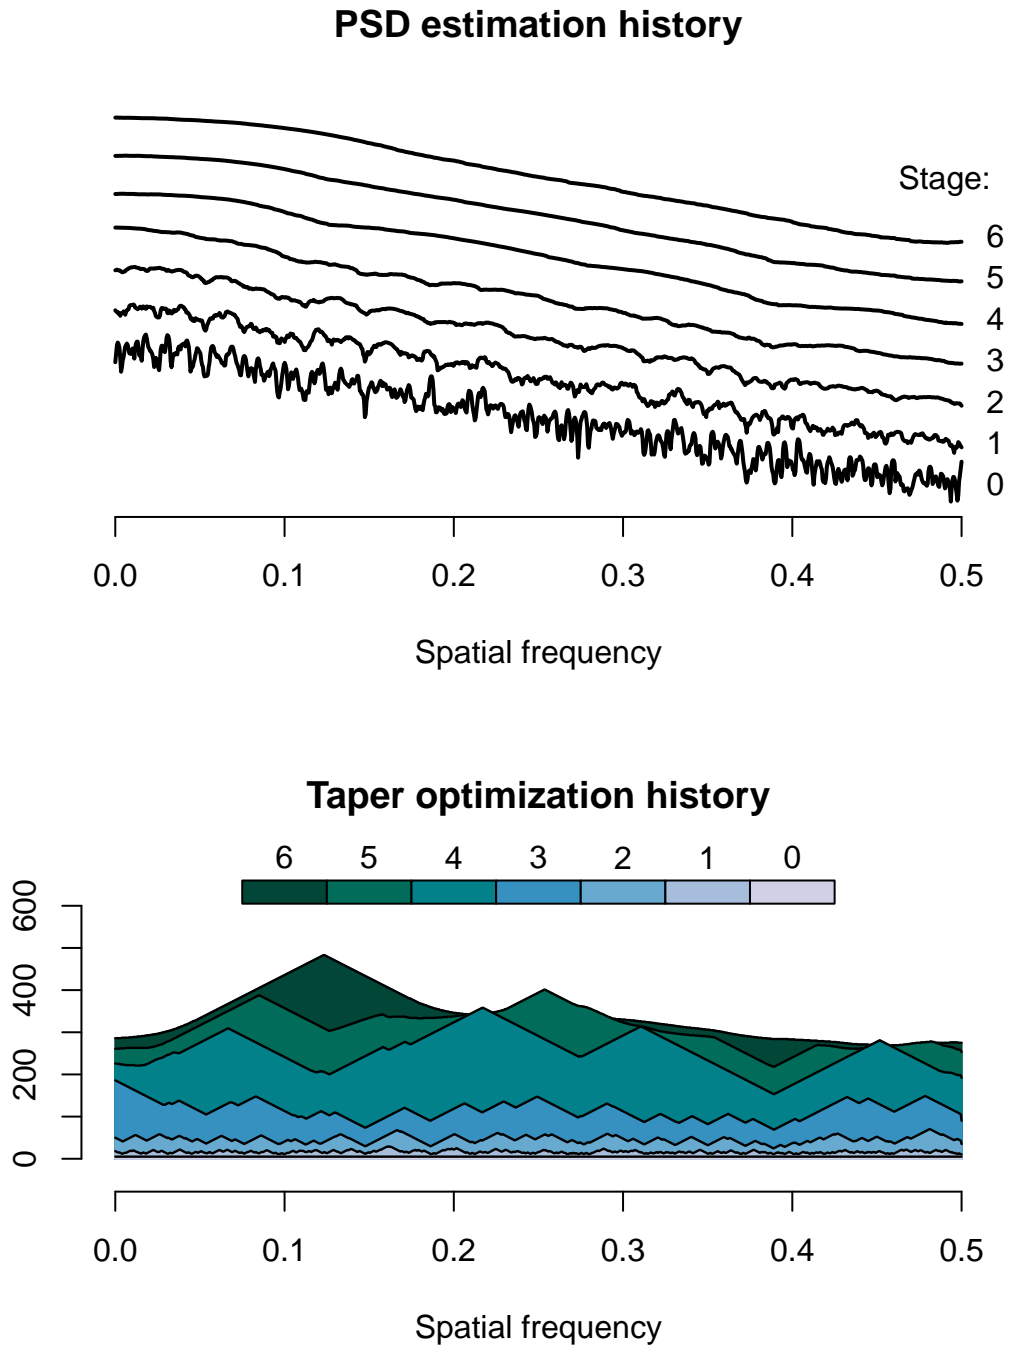 PSD estimation history
Stage:
6
5
4
3
2
1
0
0.0 0.1 0.2 0.3 0.4 0.5
Spatial frequency
Taper optimization history
6 5 4 3 2 1 0
600
400
200
0
0.0 0.1 0.2 0.3 0.4 0.5
Spatial frequency